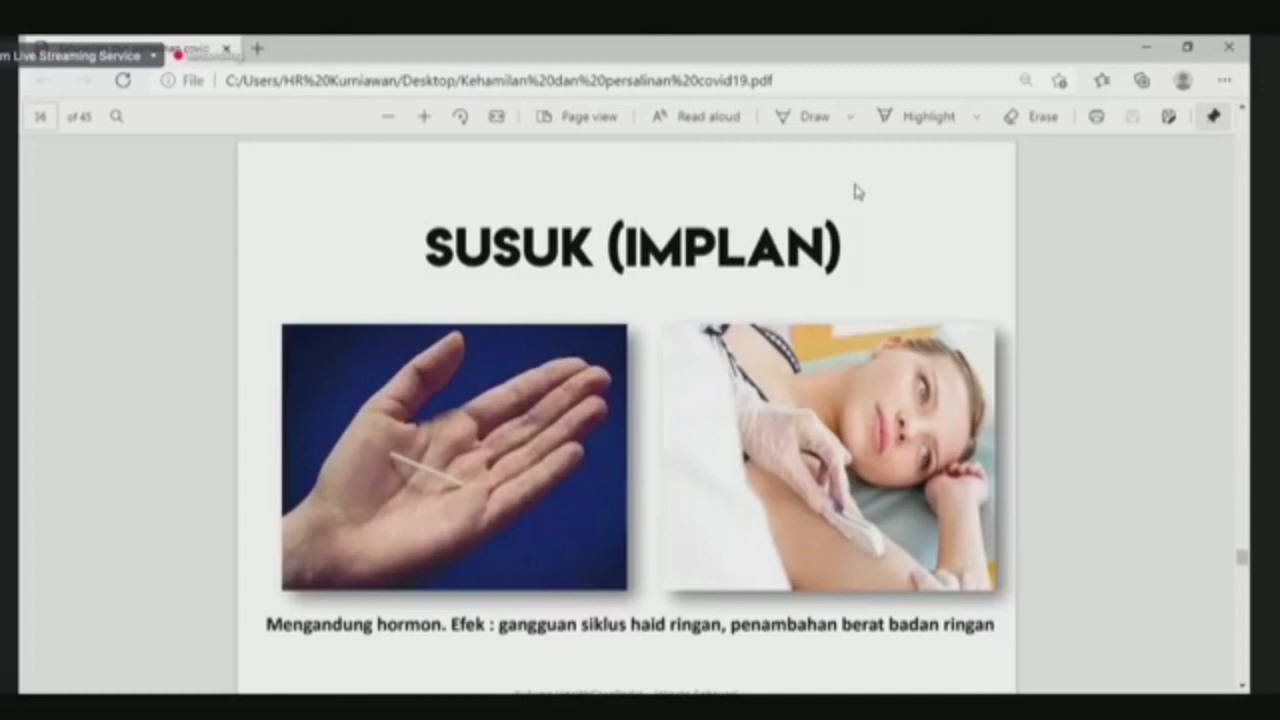 m Live Streaming Service
File
C:/Users/HR%20Kurniawan/Desktop/Kehamilan%20dan%20persalinan%20covid19.pdf
36 of 45
Page view
Read aloud
Draw
Highlight
Erase
SUSUK (IMPLAN)
Mengandung hormon. Efek : gangguan siklus haid ringan, penambahan berat badan ringan